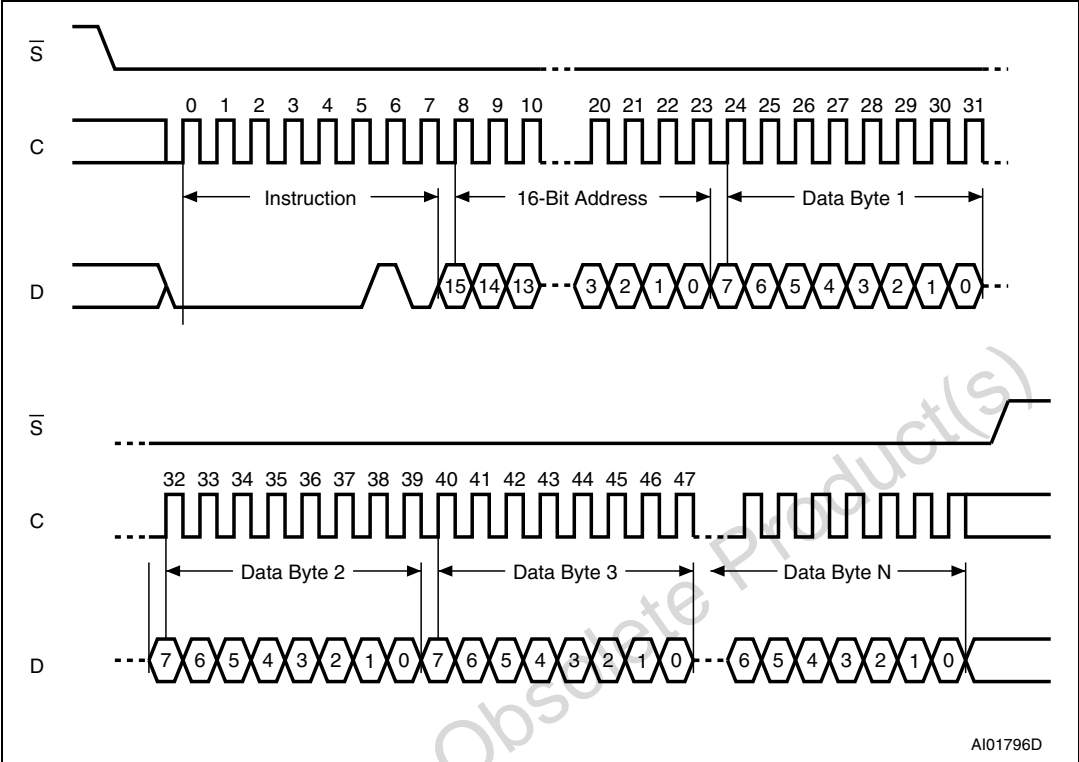 S
0 1 2 3 4 5 6 7 8 9 10 20 21 22 23 24 25 26 27 28 29 30 31
C
Instruction 16-Bit Address Data Byte 1
D 15 14 13 3 2 1 0 7 6 5 4 3 2 1 0
S
32 33 34 35 36 37 38 39 40 41 42 43 44 45 46 47
C
Data Byte 2 Data Byte 3 Data Byte N
D 7 6 5 4 3 2 1 0 7 6 5 4 3 2 1 0 6 5 4 3 2 1 0
Obsolete Product(s)
AI01796D